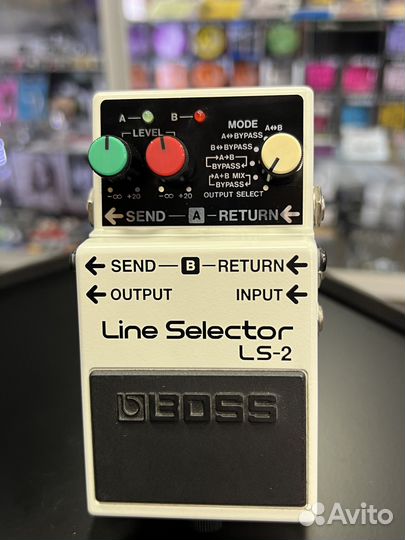 A B
LEVEL MODE
A↔B
A↔BYPASS
B↔BYPASS
→A→B→
BYPASS←
→A+B MIX→
BYPASS←
OUTPUT SELECT
-∞ +20 -∞ +20
← SEND A RETURN ←
← SEND B RETURN ←
← OUTPUT INPUT ←
Line Selector
LS-2
BOSS
Avito